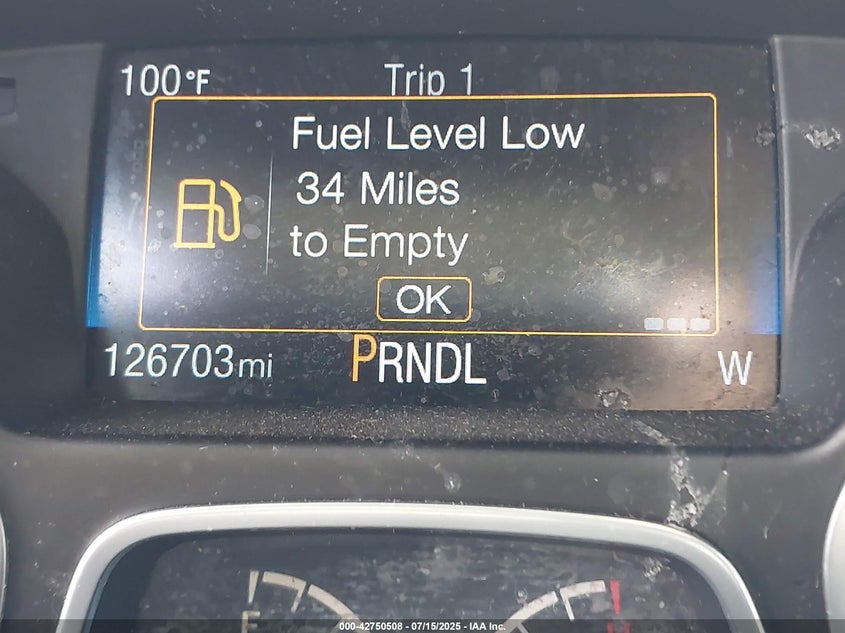 100°F Trip 1
Fuel Level Low
34 Miles
to Empty
OK
126703mi PRNDL W
E H
000-42750508 - 07/15/2025 - IAA Inc.